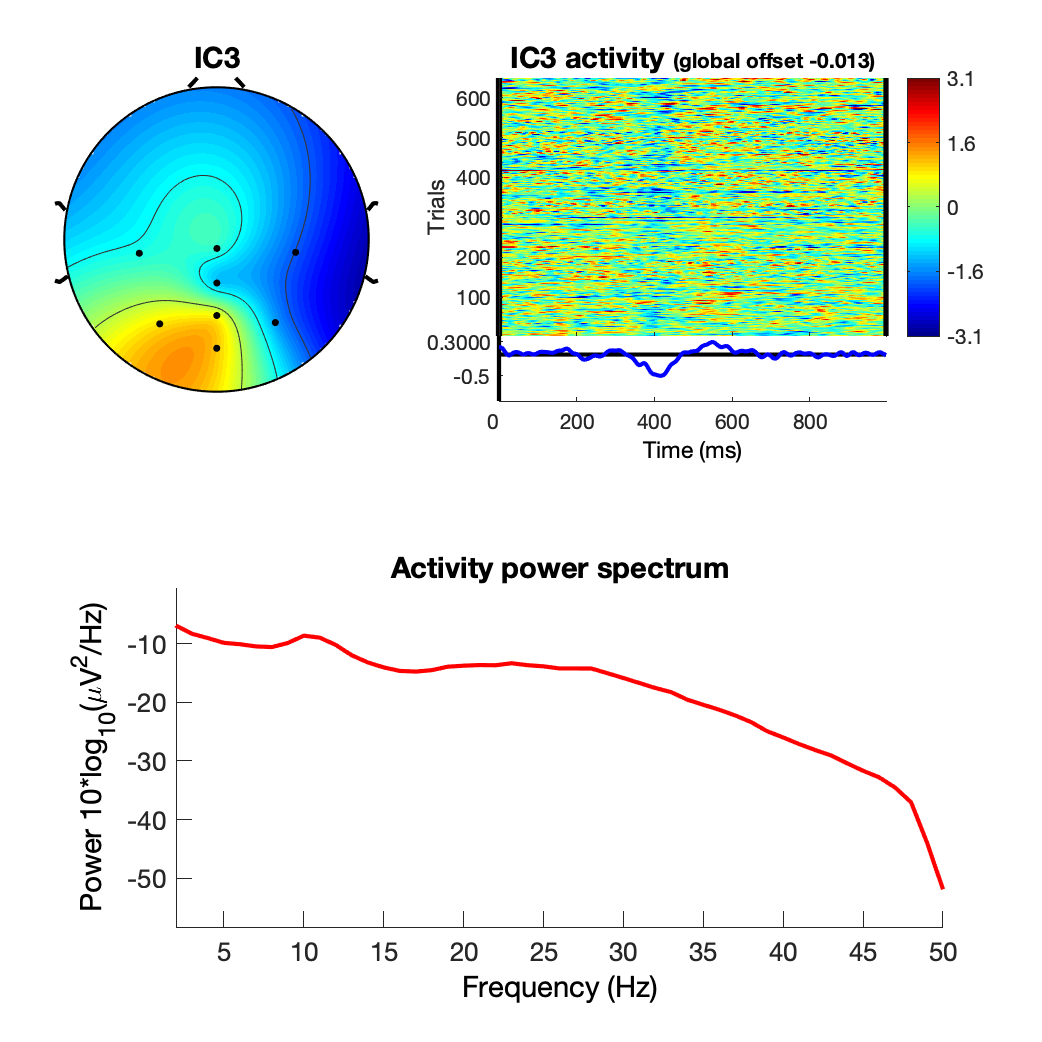 IC3
IC3 activity (global offset -0.013)
Trials
600
500
400
300
200
100
3.1
1.6
0
-1.6
-3.1
0.3000
-0.5
0 200 400 600 800
Time (ms)
Activity power spectrum
Power 10*log10(μV2/Hz)
-10
-20
-30
-40
-50
5 10 15 20 25 30 35 40 45 50
Frequency (Hz)